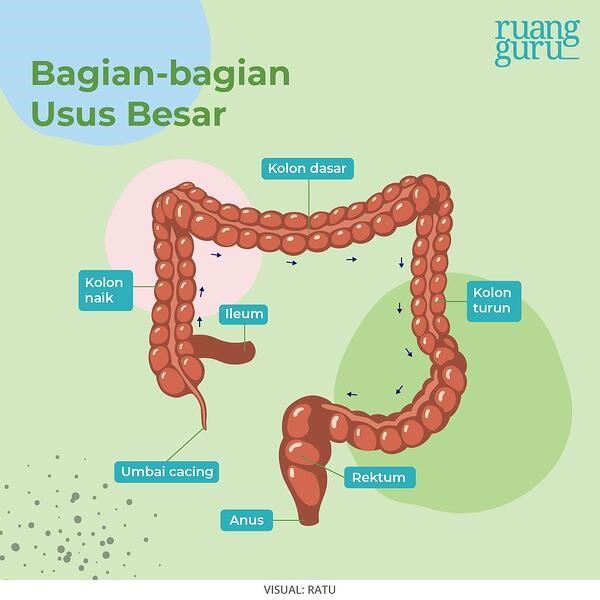 ruang
guru
Bagian-bagian
Usus Besar
Kolon dasar
Kolon
naik
Ileum
Kolon
turun
Umbai cacing
Rektum
Anus
VISUAL: RATU